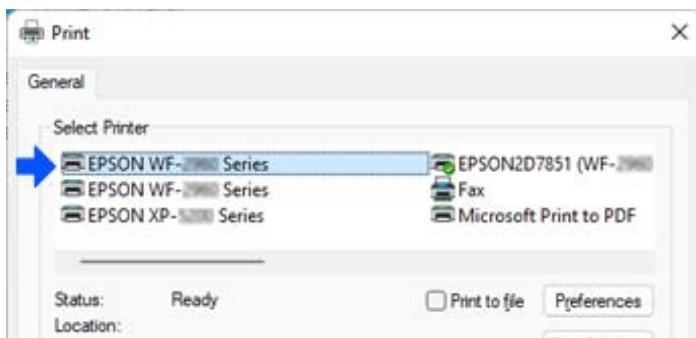 Print
General
Select Printer
EPSON WF- Series
EPSON2D7851 (WF-
EPSON WF- Series
Fax
EPSON XP- Series
Microsoft Print to PDF
Status: Ready
Print to file
Preferences
Location: